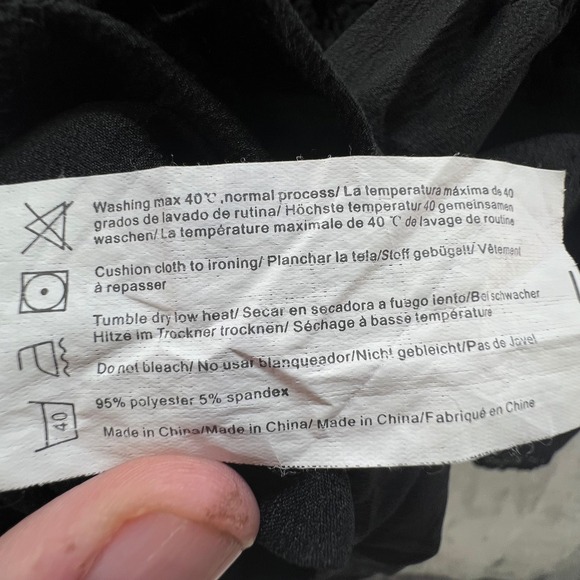 Washing max 40℃ ,normal process/ La temperatura máxima de 40
grados de lavado de rutina/ Höchste temperatur 40 gemeinsamen
waschen/ La température maximale de 40 ℃ de lavage de routine
Cushion cloth to ironing/ Planchar la tela/Stoff gebügelt/ Vêtement
à repasser
Tumble dry low heat/ Secar en secadora a fuego lento/Bei schwacher
Hitze im Trockner trocknen/ Séchage à basse température
Do not bleach/ No usar blanqueador/Nicht gebleicht/Pas de Javel
95% polyester 5% spandex
Made in China/Made in China/ Made in China/Fabriqué en Chine
40